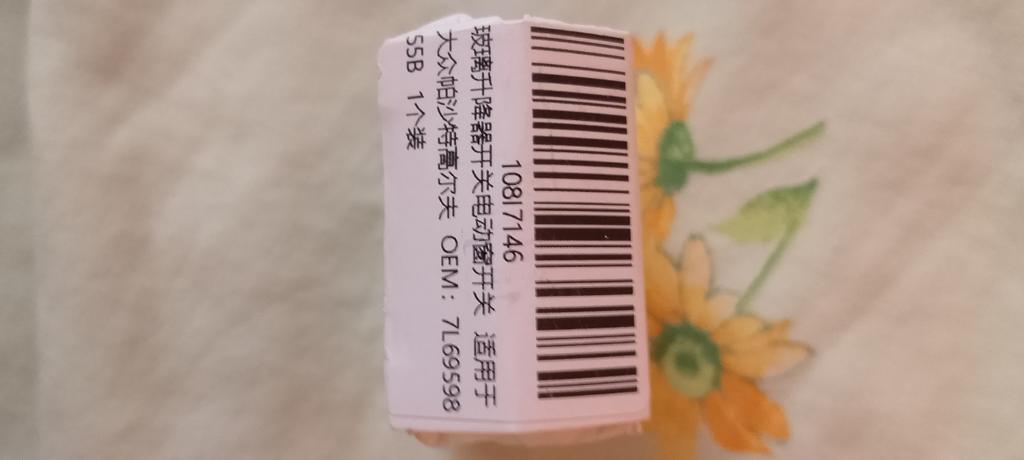 108I7146
玻璃升降器开关电动窗开关 适用于
大众帕沙特高尔夫 OEM：7L69598
55B 1个装